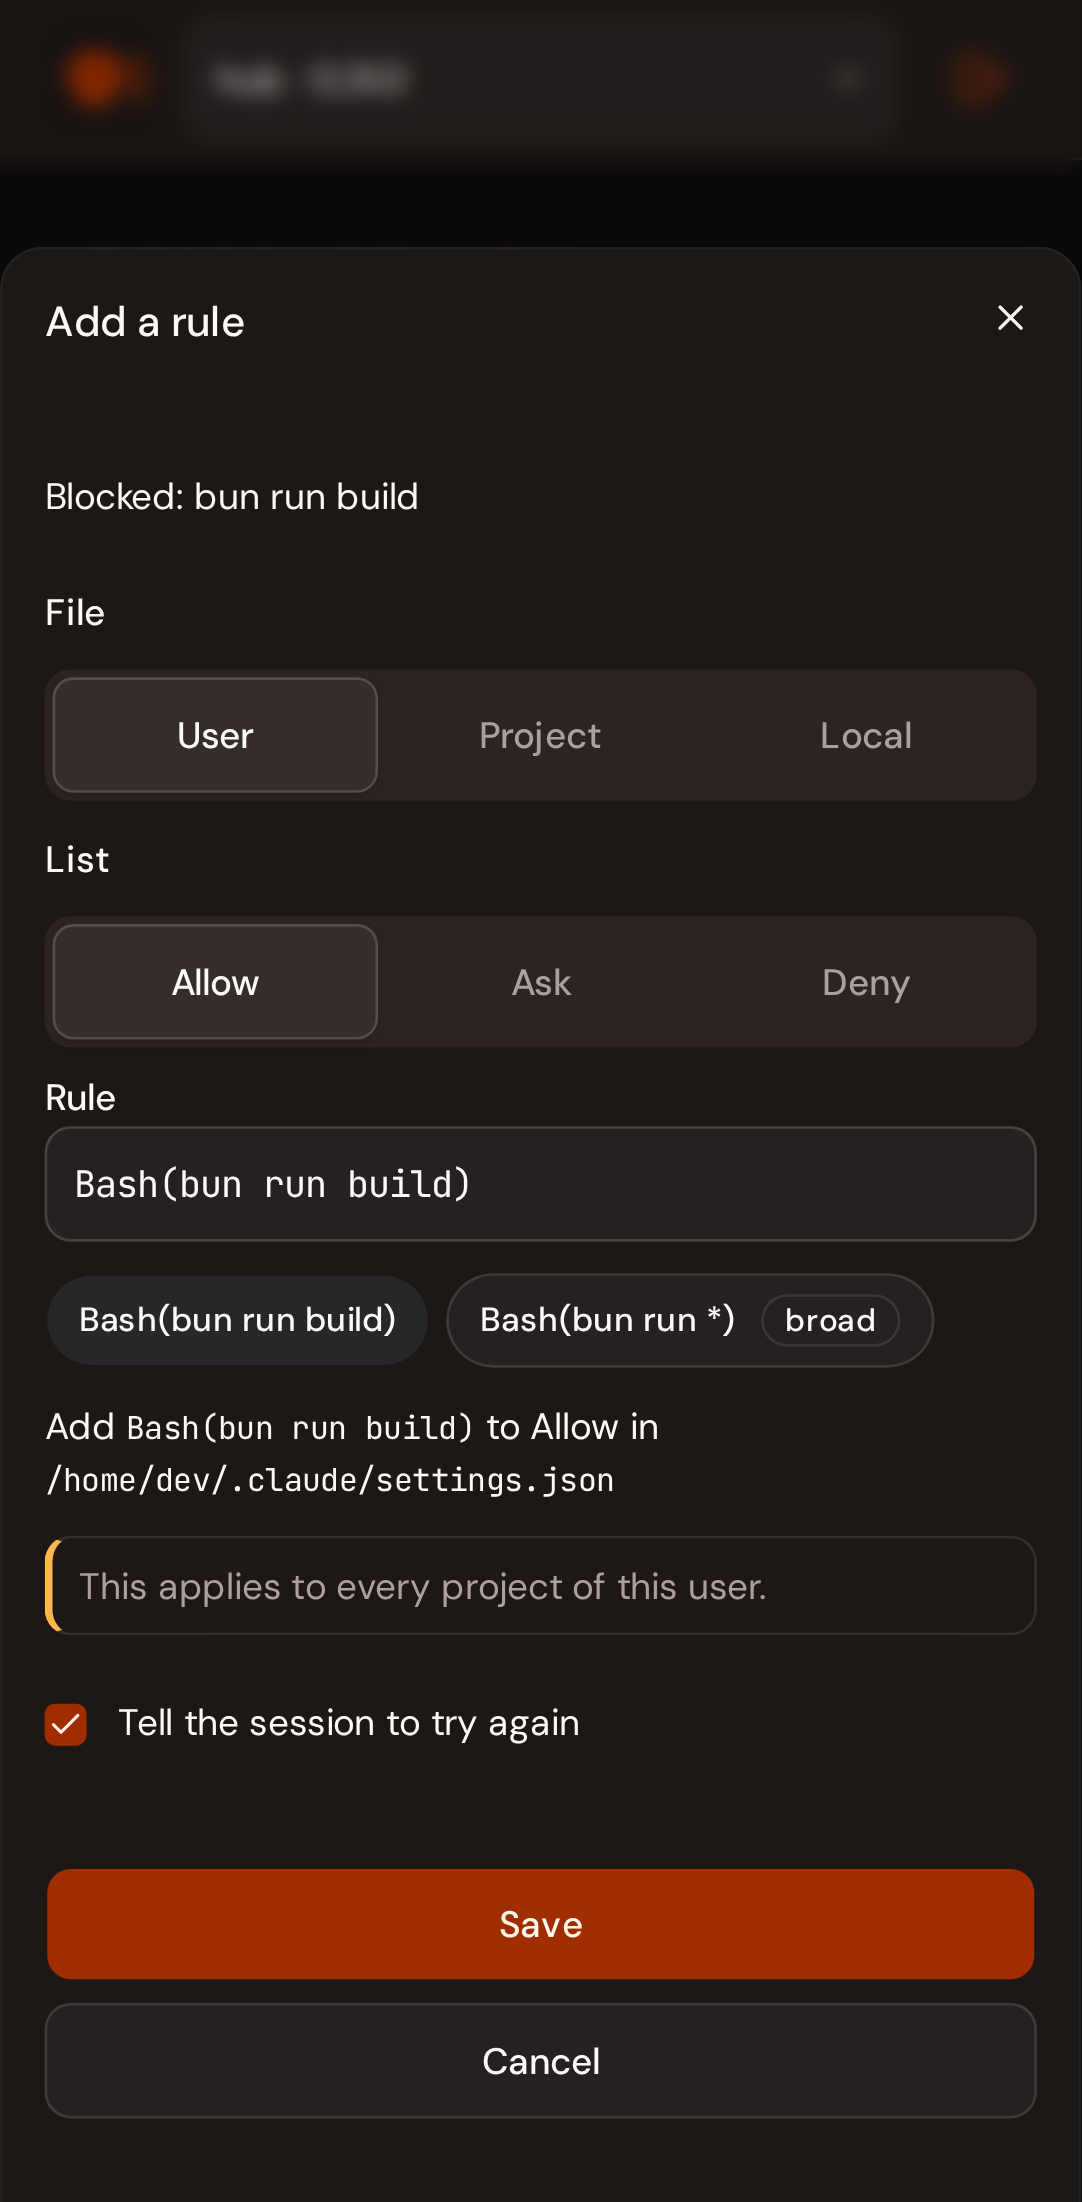 Add a rule
Blocked: bun run build
File
User Project Local
List
Allow Ask Deny
Rule
Bash(bun run build)
Bash(bun run build) Bash(bun run *) broad
Add Bash(bun run build) to Allow in
/home/dev/.claude/settings.json
This applies to every project of this user.
Tell the session to try again
Save
Cancel